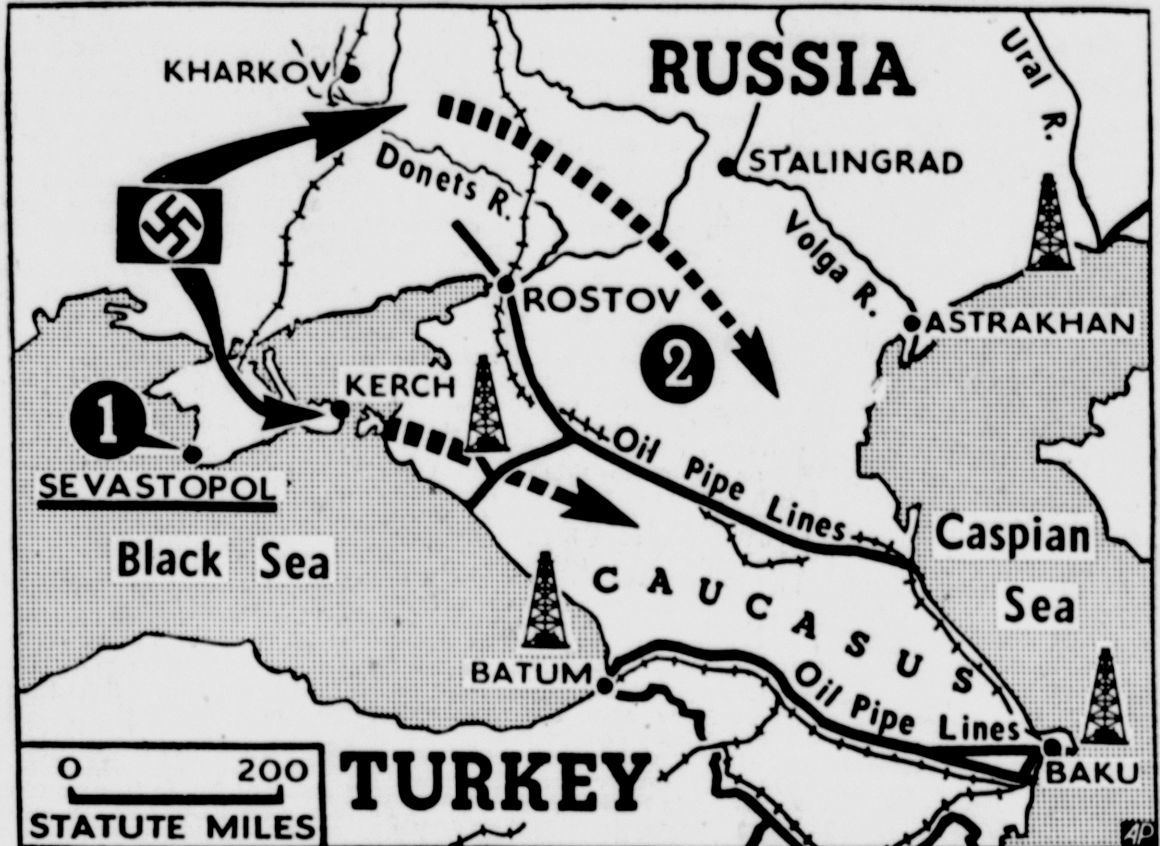 KHARKOV
RUSSIA
Ural R.
Donets R.
STALINGRAD
Volga R.
ROSTOV
ASTRAKHAN
2
KERCH
1
SEVASTOPOL
Oil Pipe Lines
Black Sea
Caspian
Sea
CAUCASUS
BATUM
Oil Pipe Lines
BAKU
TURKEY
0 200
STATUTE MILES
AP